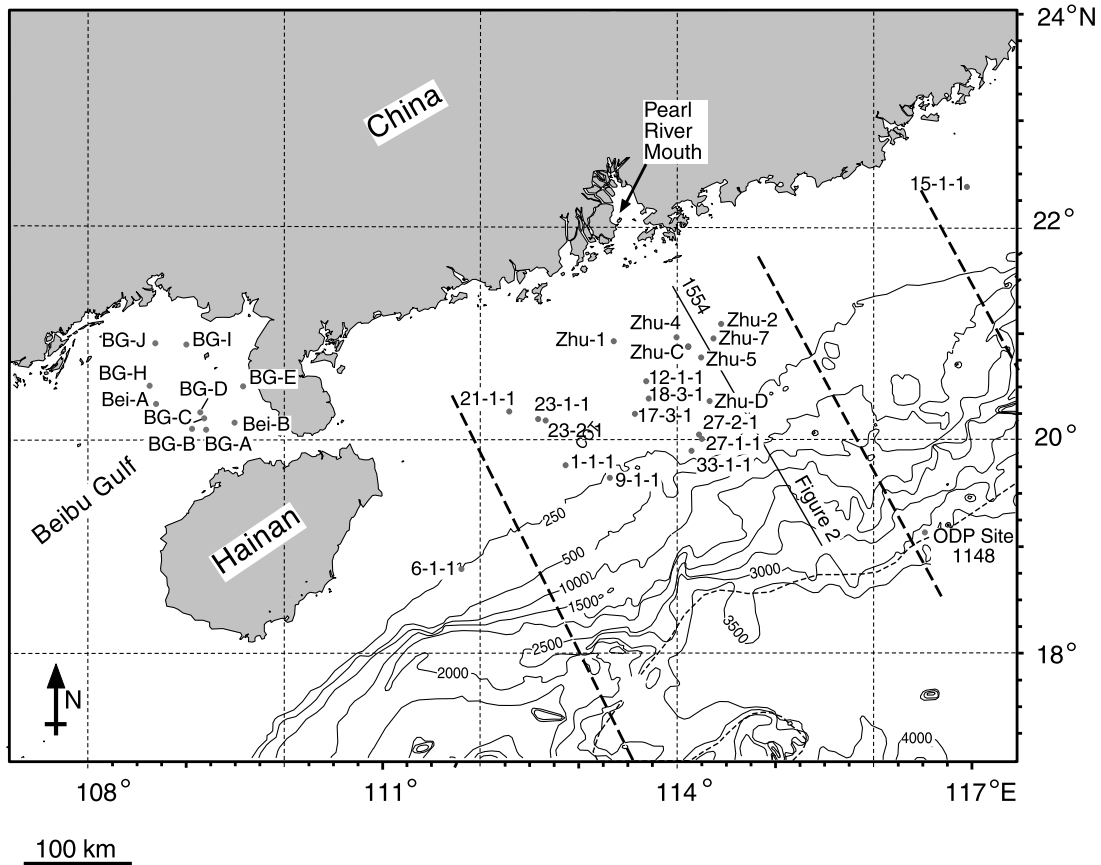 24°N
China
Pearl
River
Mouth
15-1-1
22°
1554
BG-J
BG-I
Zhu-1
Zhu-4
Zhu-2
Zhu-7
Zhu-C
Zhu-5
BG-H
BG-D
BG-E
12-1-1
Bei-A
18-3-1
Zhu-D
21-1-1
23-1-1
17-3-1
BG-C
Bei-B
27-2-1
23-2-1
BG-B
BG-A
27-1-1
20°
1-1-1
33-1-1
9-1-1
Beibu Gulf
Figure 2
250
Hainan
ODP Site
1148
500
6-1-1
1000
3000
1500
3500
2500
18°
2000
N
4000
108°
111°
114°
117°E
100 km